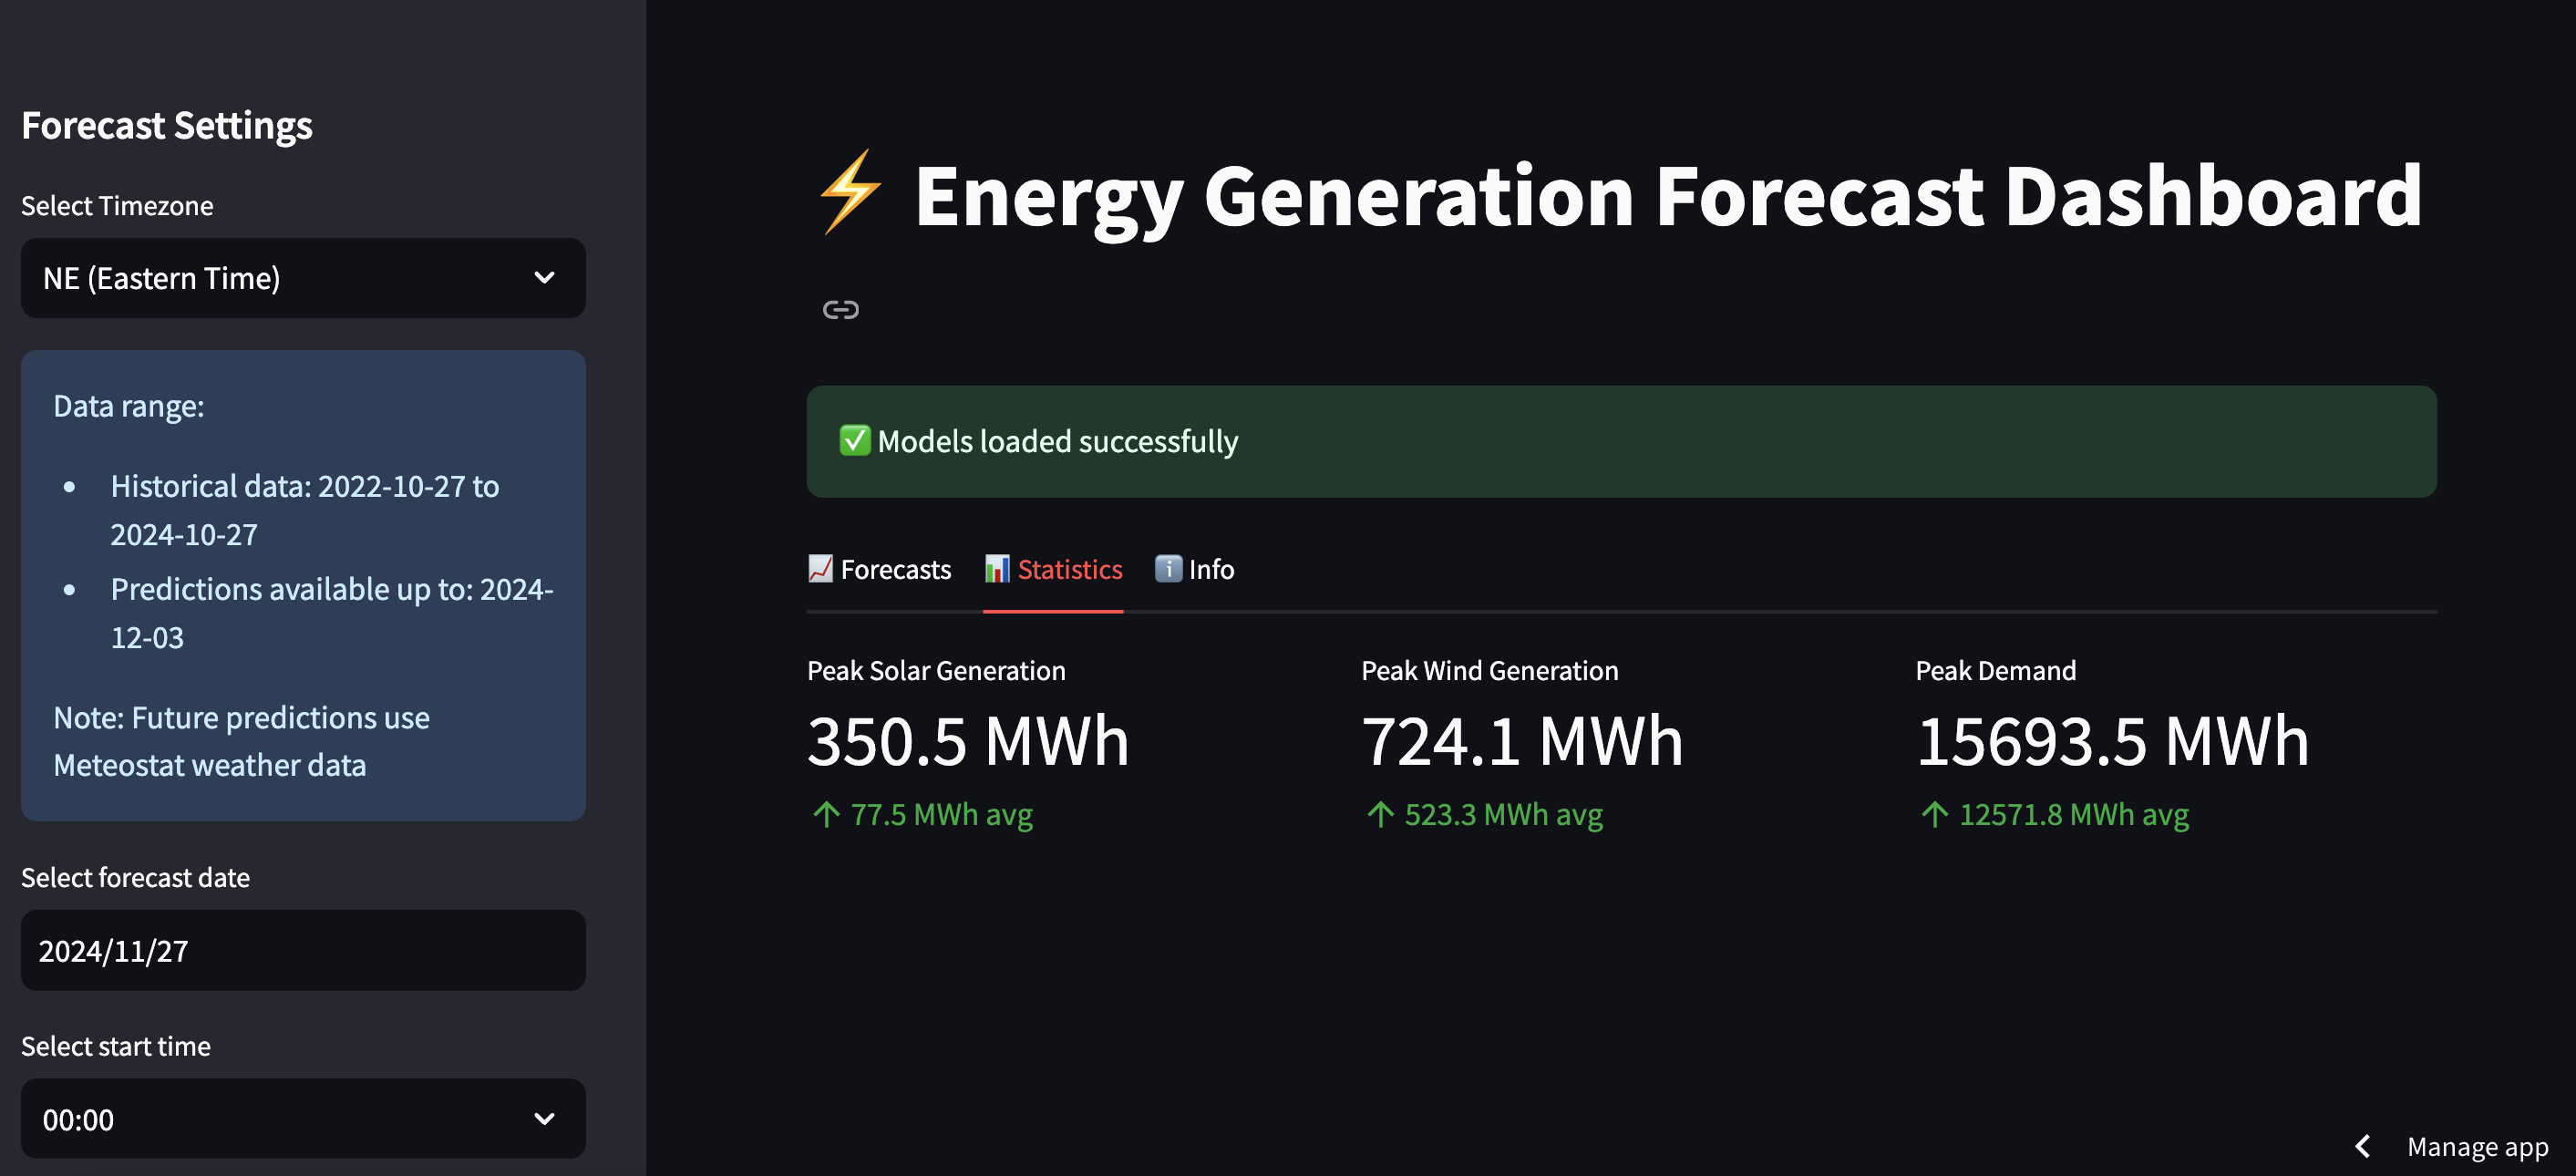 Forecast Settings
Select Timezone
NE (Eastern Time)
Data range:
Historical data: 2022-10-27 to
2024-10-27
Predictions available up to: 2024-
12-03
Note: Future predictions use
Meteostat weather data
Select forecast date
2024/11/27
Select start time
00:00
⚡ Energy Generation Forecast Dashboard
✅ Models loaded successfully
📈 Forecasts 📊 Statistics ℹ️ Info
Peak Solar Generation
350.5 MWh
↑ 77.5 MWh avg
Peak Wind Generation
724.1 MWh
↑ 523.3 MWh avg
Peak Demand
15693.5 MWh
↑ 12571.8 MWh avg
Manage app